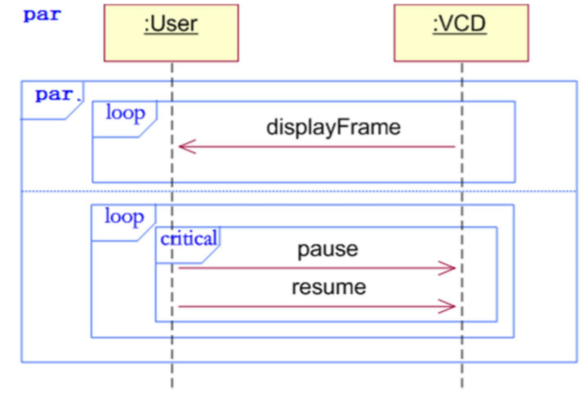 par
:User
:VCD
par.
loop
displayFrame
loop
critical
pause
resume